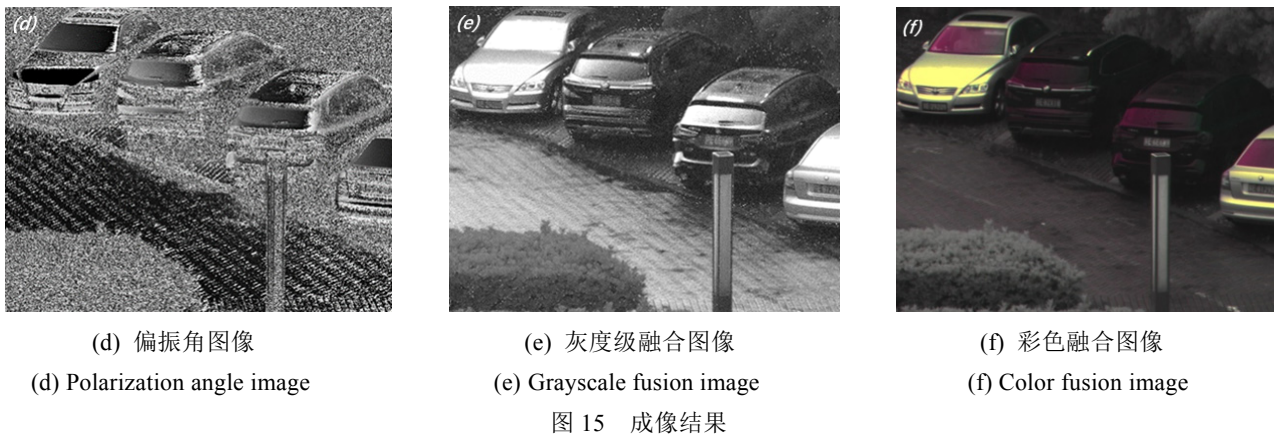 (d)
(e)
(f)
(d) 偏振角图像
(e) 灰度级融合图像
(f) 彩色融合图像
(d) Polarization angle image
(e) Grayscale fusion image
(f) Color fusion image
图 15 成像结果